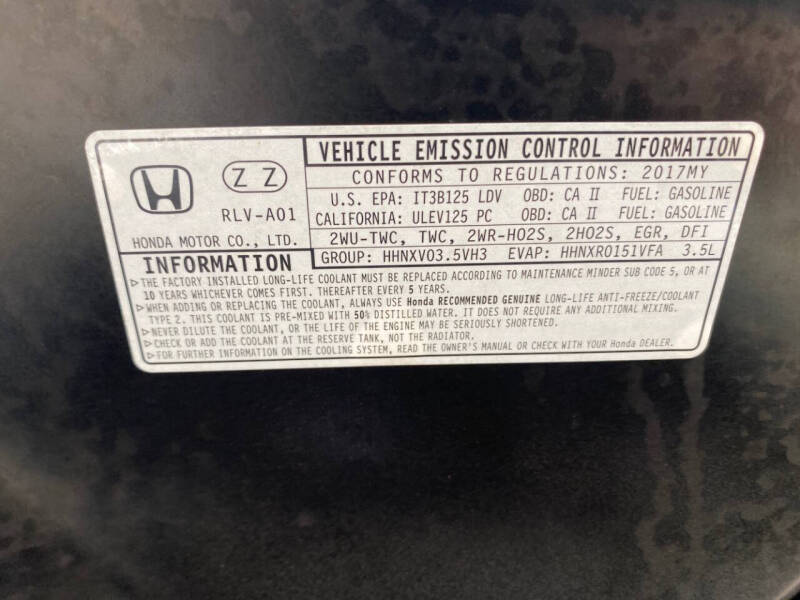 Z Z
RLV-A01
HONDA MOTOR CO., LTD.
VEHICLE EMISSION CONTROL INFORMATION
CONFORMS TO REGULATIONS: 2017MY
U.S. EPA: IT3B125 LDV OBD: CA II FUEL: GASOLINE
CALIFORNIA: ULEV125 PC OBD: CA II FUEL: GASOLINE
2WU-TWC, TWC, 2WR-HO2S, 2HO2S, EGR, DFI
GROUP: HHNXV03.5VH3 EVAP: HHNXR0151VFA 3.5L
INFORMATION
▷THE FACTORY INSTALLED LONG-LIFE COOLANT MUST BE REPLACED ACCORDING TO MAINTENANCE MINDER SUB CODE 5, OR AT
10 YEARS WHICHEVER COMES FIRST. THEREAFTER EVERY 5 YEARS.
▷WHEN ADDING OR REPLACING THE COOLANT, ALWAYS USE Honda RECOMMENDED GENUINE LONG-LIFE ANTI-FREEZE/COOLANT
TYPE 2. THIS COOLANT IS PRE-MIXED WITH 50% DISTILLED WATER. IT DOES NOT REQUIRE ANY ADDITIONAL MIXING.
▷NEVER DILUTE THE COOLANT, OR THE LIFE OF THE ENGINE MAY BE SERIOUSLY SHORTENED.
▷CHECK OR ADD THE COOLANT AT THE RESERVE TANK, NOT THE RADIATOR.
▷FOR FURTHER INFORMATION ON THE COOLING SYSTEM, READ THE OWNER'S MANUAL OR CHECK WITH YOUR Honda DEALER.